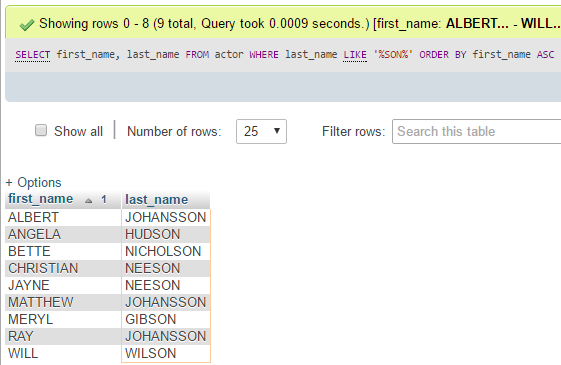 Showing rows 0 - 8 (9 total, Query took 0.0009 seconds.) [first_name: ALBERT... - WILL..
SELECT first_name, last_name FROM actor WHERE last_name LIKE '%SON%' ORDER BY first_name ASC
Show all Number of rows: 25 Filter rows: Search this table
+ Options
first_name 1 last_name
ALBERT JOHANSSON
ANGELA HUDSON
BETTE NICHOLSON
CHRISTIAN NEESON
JAYNE NEESON
MATTHEW JOHANSSON
MERYL GIBSON
RAY JOHANSSON
WILL WILSON